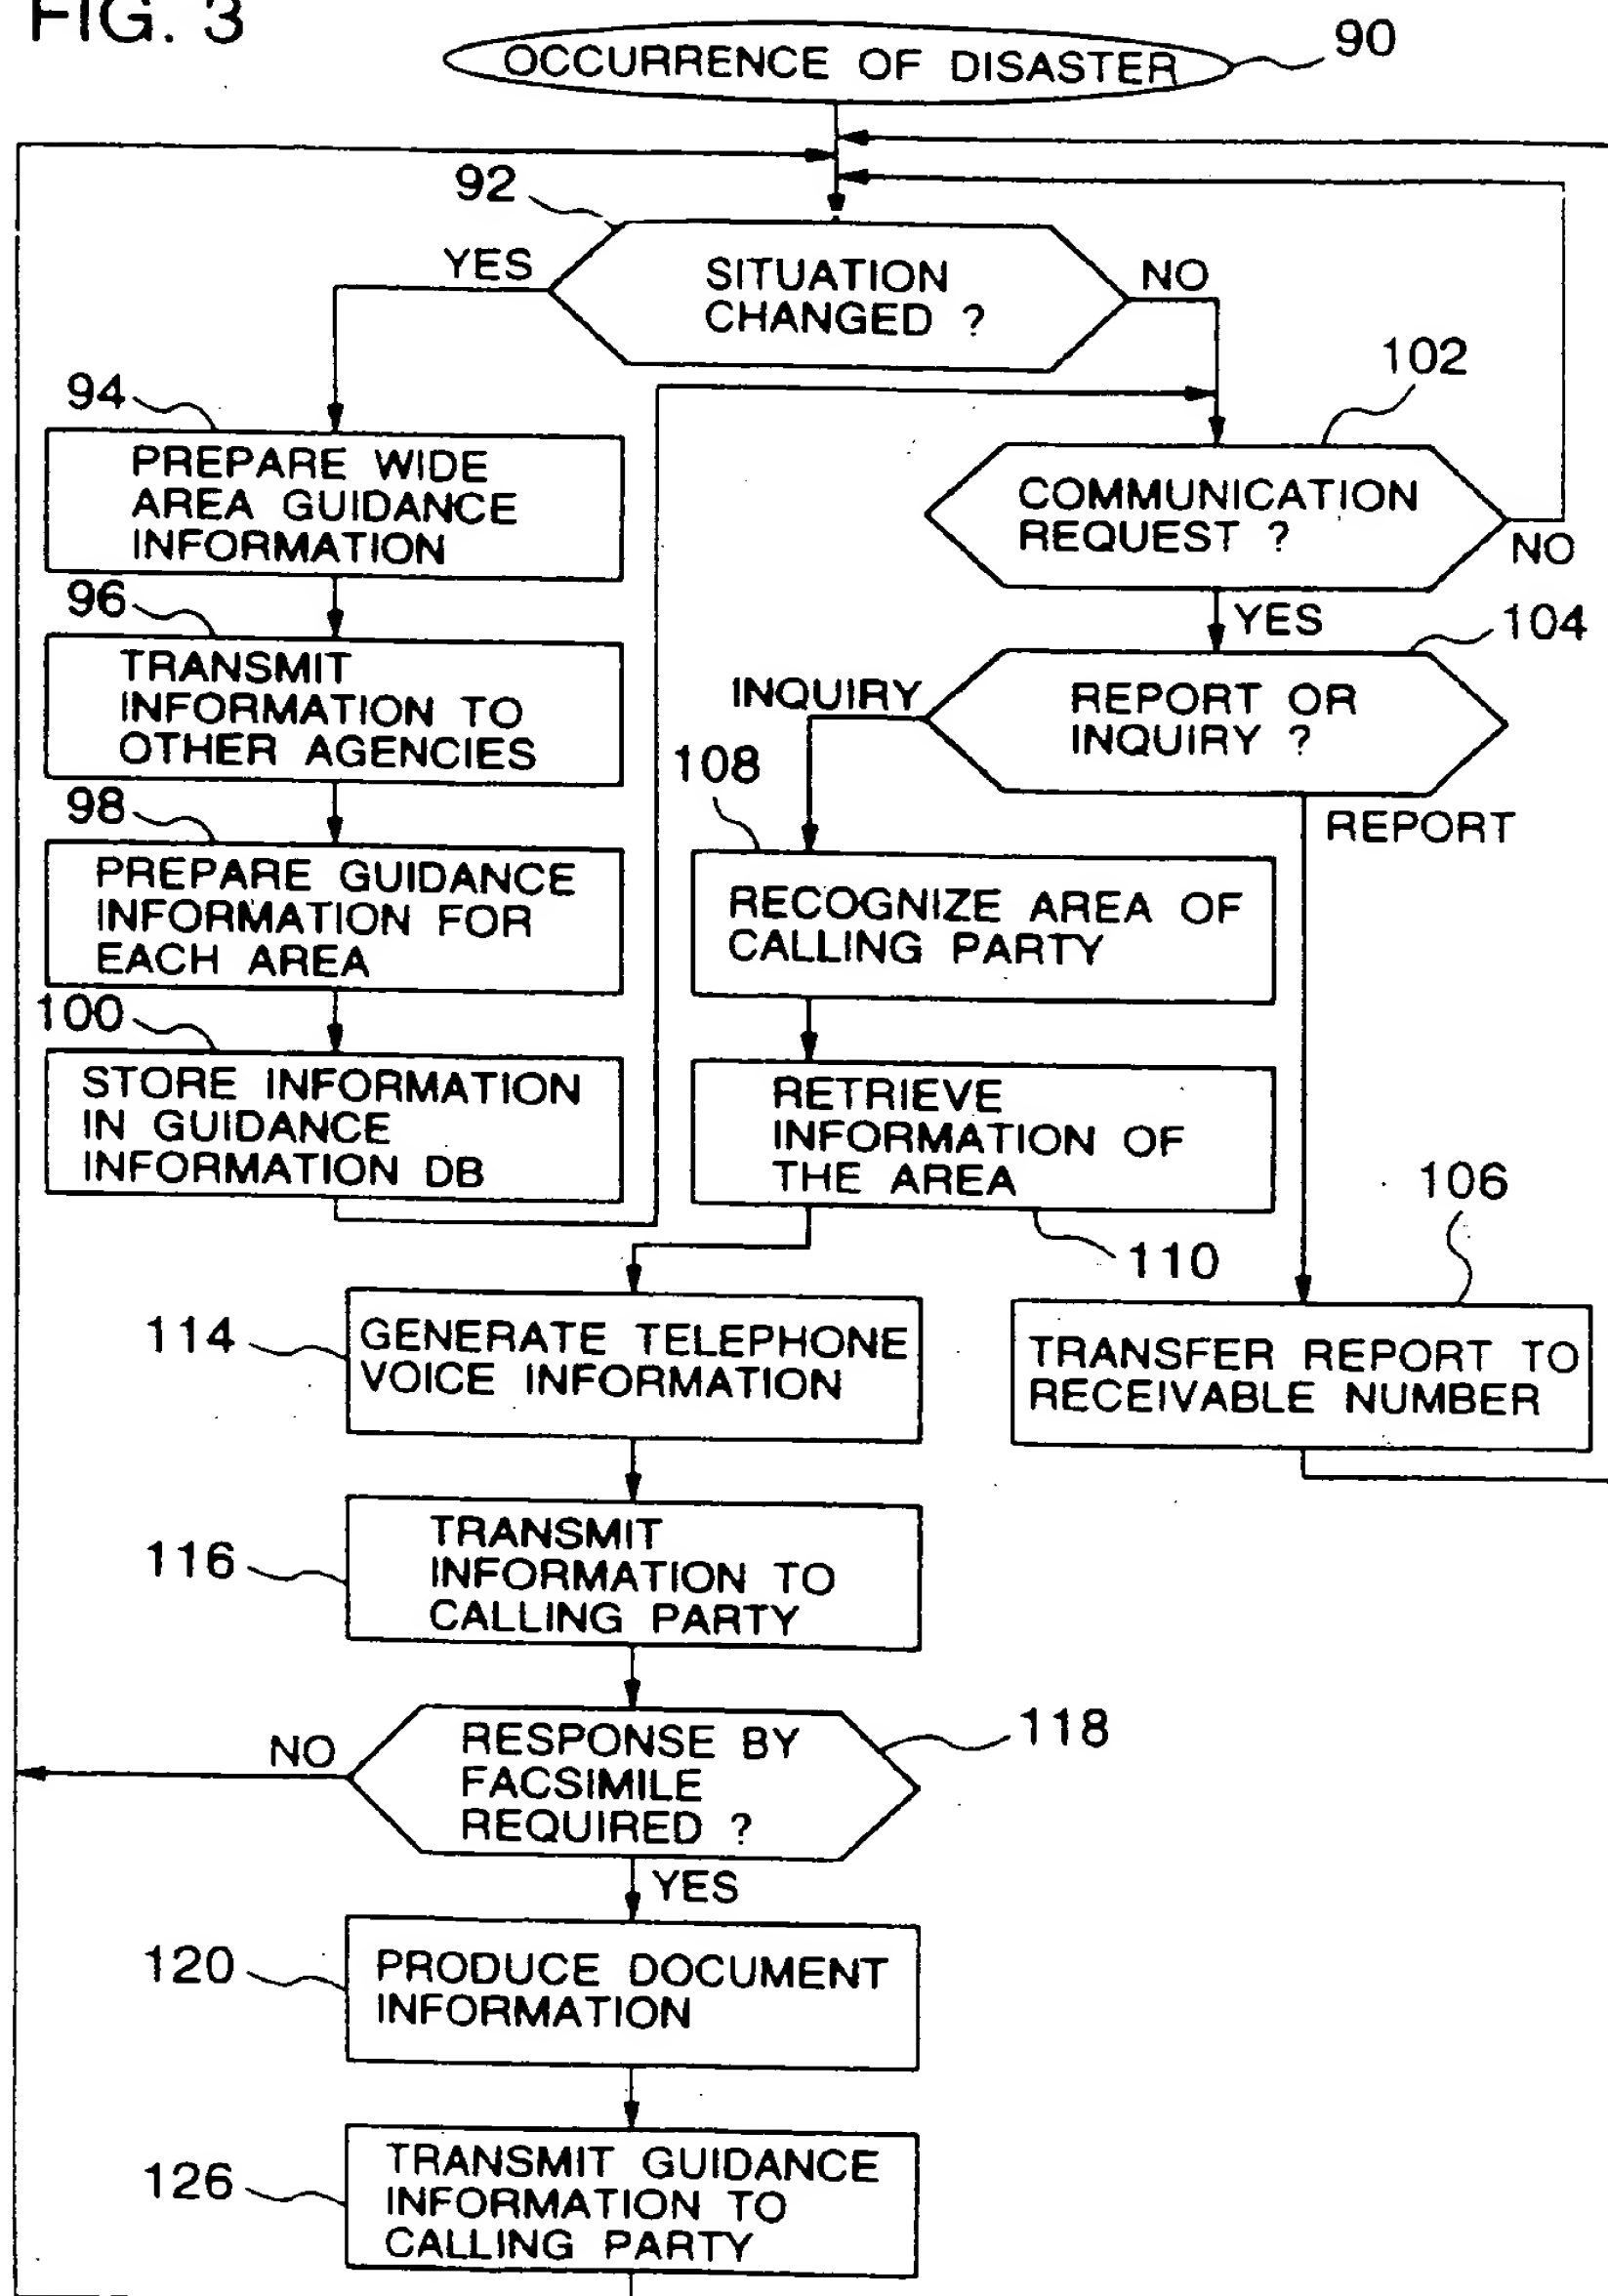 FIG. 3
OCCURRENCE OF DISASTER
90
92
YES
SITUATION
CHANGED ?
NO
94
PREPARE WIDE
AREA GUIDANCE
INFORMATION
102
COMMUNICATION
REQUEST ?
NO
YES
96
TRANSMIT
INFORMATION TO
OTHER AGENCIES
104
REPORT OR
INQUIRY ?
INQUIRY
REPORT
98
PREPARE GUIDANCE
INFORMATION FOR
EACH AREA
108
RECOGNIZE AREA OF
CALLING PARTY
100
STORE INFORMATION
IN GUIDANCE
INFORMATION DB
RETRIEVE
INFORMATION OF
THE AREA
110
106
TRANSFER REPORT TO
RECEIVABLE NUMBER
114
GENERATE TELEPHONE
VOICE INFORMATION
116
TRANSMIT
INFORMATION TO
CALLING PARTY
NO
RESPONSE BY
FACSIMILE
REQUIRED ?
118
YES
120
PRODUCE DOCUMENT
INFORMATION
126
TRANSMIT GUIDANCE
INFORMATION TO
CALLING PARTY